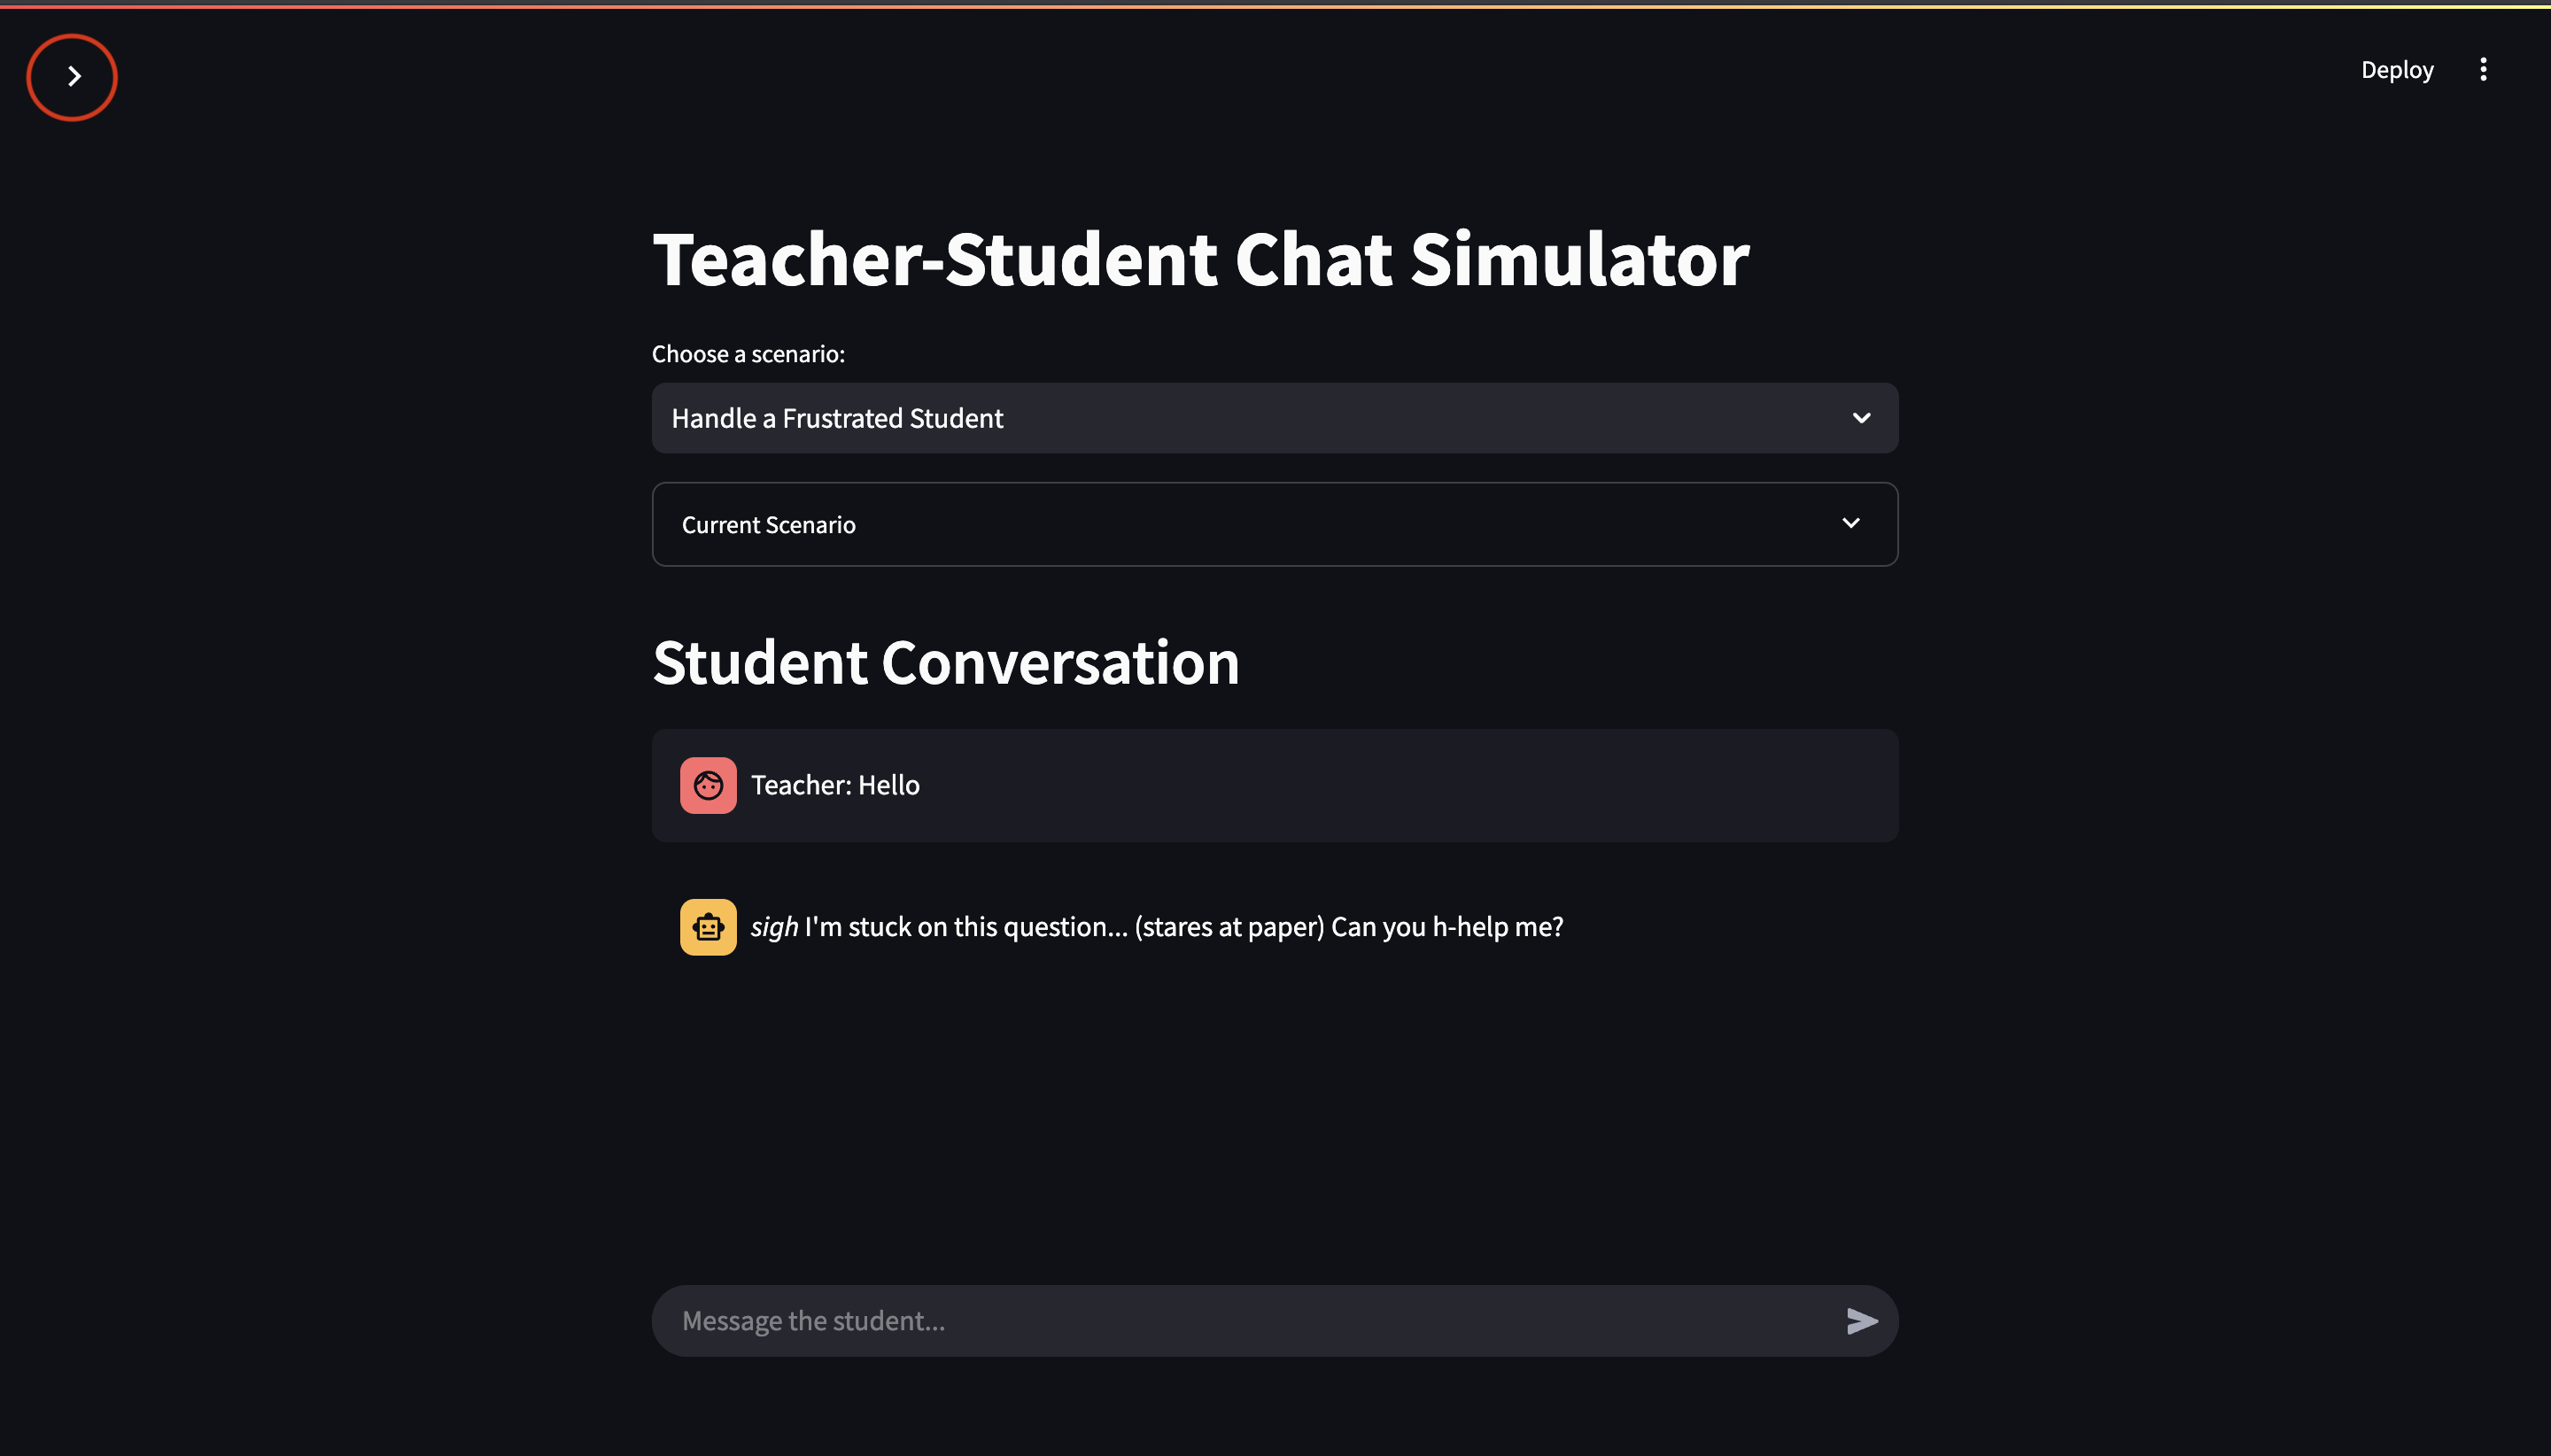 Deploy
Teacher-Student Chat Simulator
Choose a scenario:
Handle a Frustrated Student
Current Scenario
Student Conversation
Teacher: Hello
sigh I'm stuck on this question... (stares at paper) Can you h-help me?
Message the student...